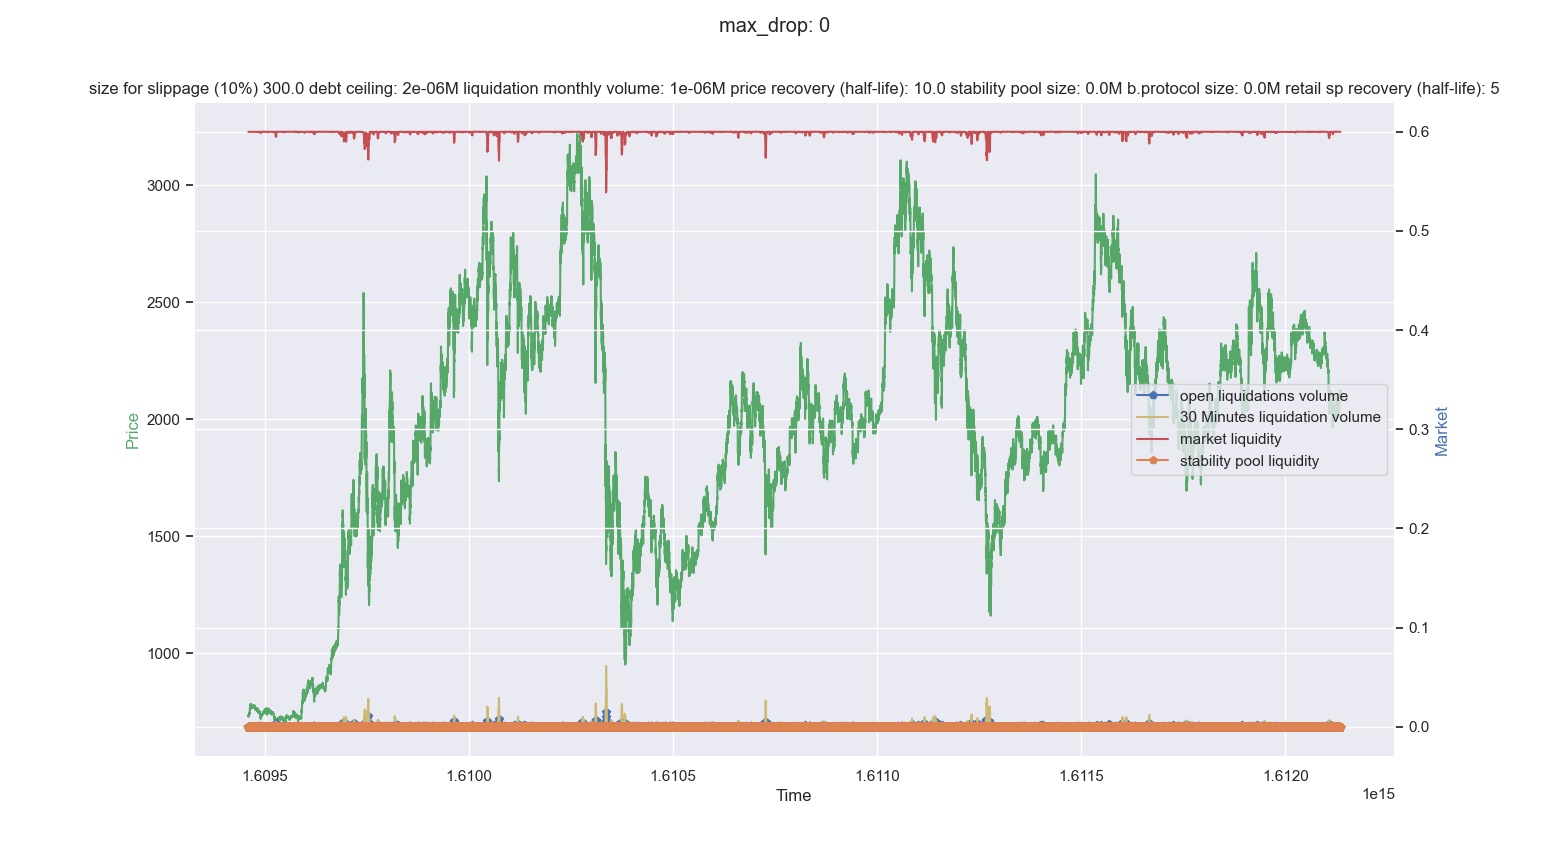 max_drop: 0
size for slippage (10%) 300.0 debt ceiling: 2e-06M liquidation monthly volume: 1e-06M price recovery (half-life): 10.0 stability pool size: 0.0M b.protocol size: 0.0M retail sp recovery (half-life): 5
3000
2500
2000
1500
1000
Price
0.6
0.5
0.4
0.3
0.2
0.1
0.0
Market
open liquidations volume
30 Minutes liquidation volume
market liquidity
stability pool liquidity
1.6095 1.6100 1.6105 1.6110 1.6115 1.6120
1e15
Time